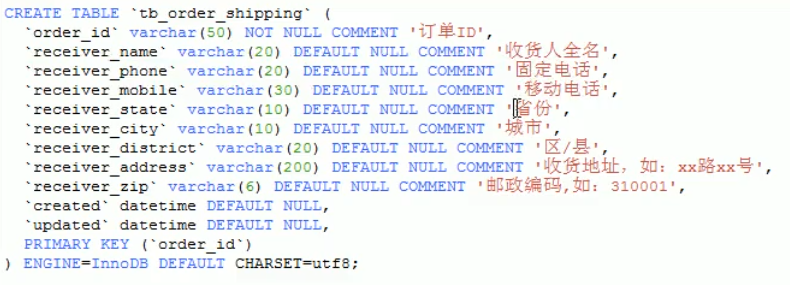 CREATE TABLE `tb_order_shipping` (
  `order_id` varchar(50) NOT NULL COMMENT '订单ID',
  `receiver_name` varchar(20) DEFAULT NULL COMMENT '收货人全名',
  `receiver_phone` varchar(20) DEFAULT NULL COMMENT '固定电话',
  `receiver_mobile` varchar(30) DEFAULT NULL COMMENT '移动电话',
  `receiver_state` varchar(10) DEFAULT NULL COMMENT '省份',
  `receiver_city` varchar(10) DEFAULT NULL COMMENT '城市',
  `receiver_district` varchar(20) DEFAULT NULL COMMENT '区/县',
  `receiver_address` varchar(200) DEFAULT NULL COMMENT '收货地址，如：xx路xx号',
  `receiver_zip` varchar(6) DEFAULT NULL COMMENT '邮政编码,如：310001',
  `created` datetime DEFAULT NULL,
  `updated` datetime DEFAULT NULL,
  PRIMARY KEY (`order_id`)
) ENGINE=InnoDB DEFAULT CHARSET=utf8;